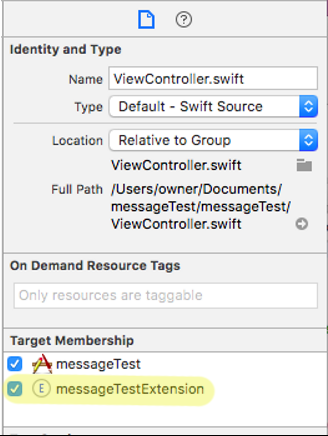 Identity and Type
Name ViewController.swift
Type Default - Swift Source
Location Relative to Group
ViewController.swift
Full Path /Users/owner/Documents/
messageTest/messageTest/
ViewController.swift
On Demand Resource Tags
Only resources are taggable
Target Membership
messageTest
E messageTestExtension